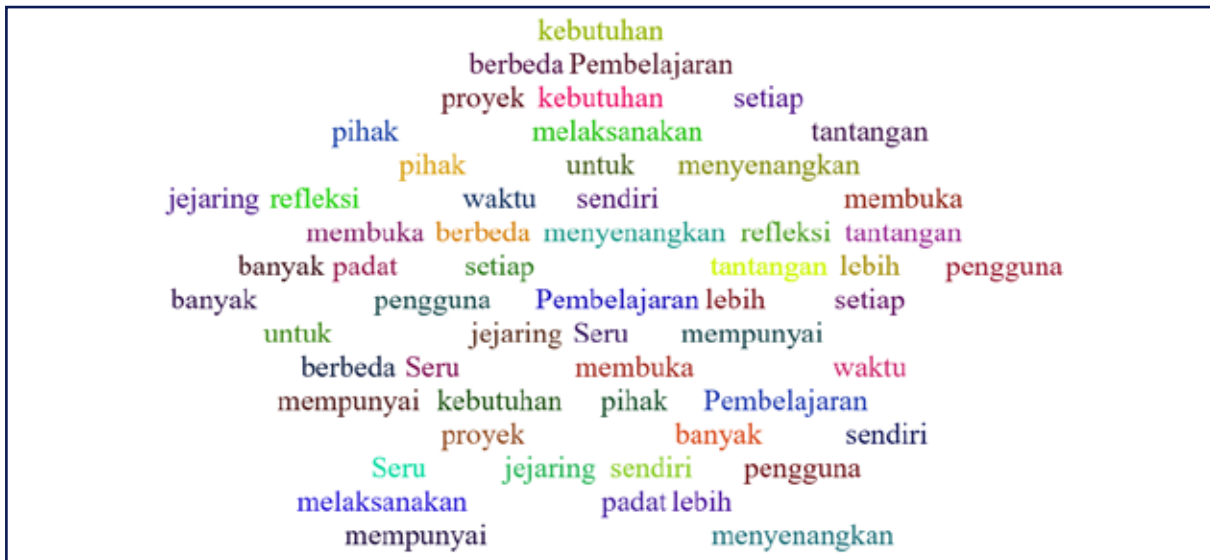 kebutuhan
berbeda Pembelajaran
proyek kebutuhan setiap
pihak melaksanakan tantangan
pihak untuk menyenangkan
jejaring refleksi waktu sendiri membuka
membuka berbeda menyenangkan refleksi tantangan
banyak padat setiap tantangan lebih pengguna
banyak pengguna Pembelajaran lebih setiap
untuk jejaring Seru mempunyai
berbeda Seru membuka waktu
mempunyai kebutuhan pihak Pembelajaran
proyek banyak sendiri
Seru jejaring sendiri pengguna
melaksanakan padat lebih
mempunyai menyenangkan